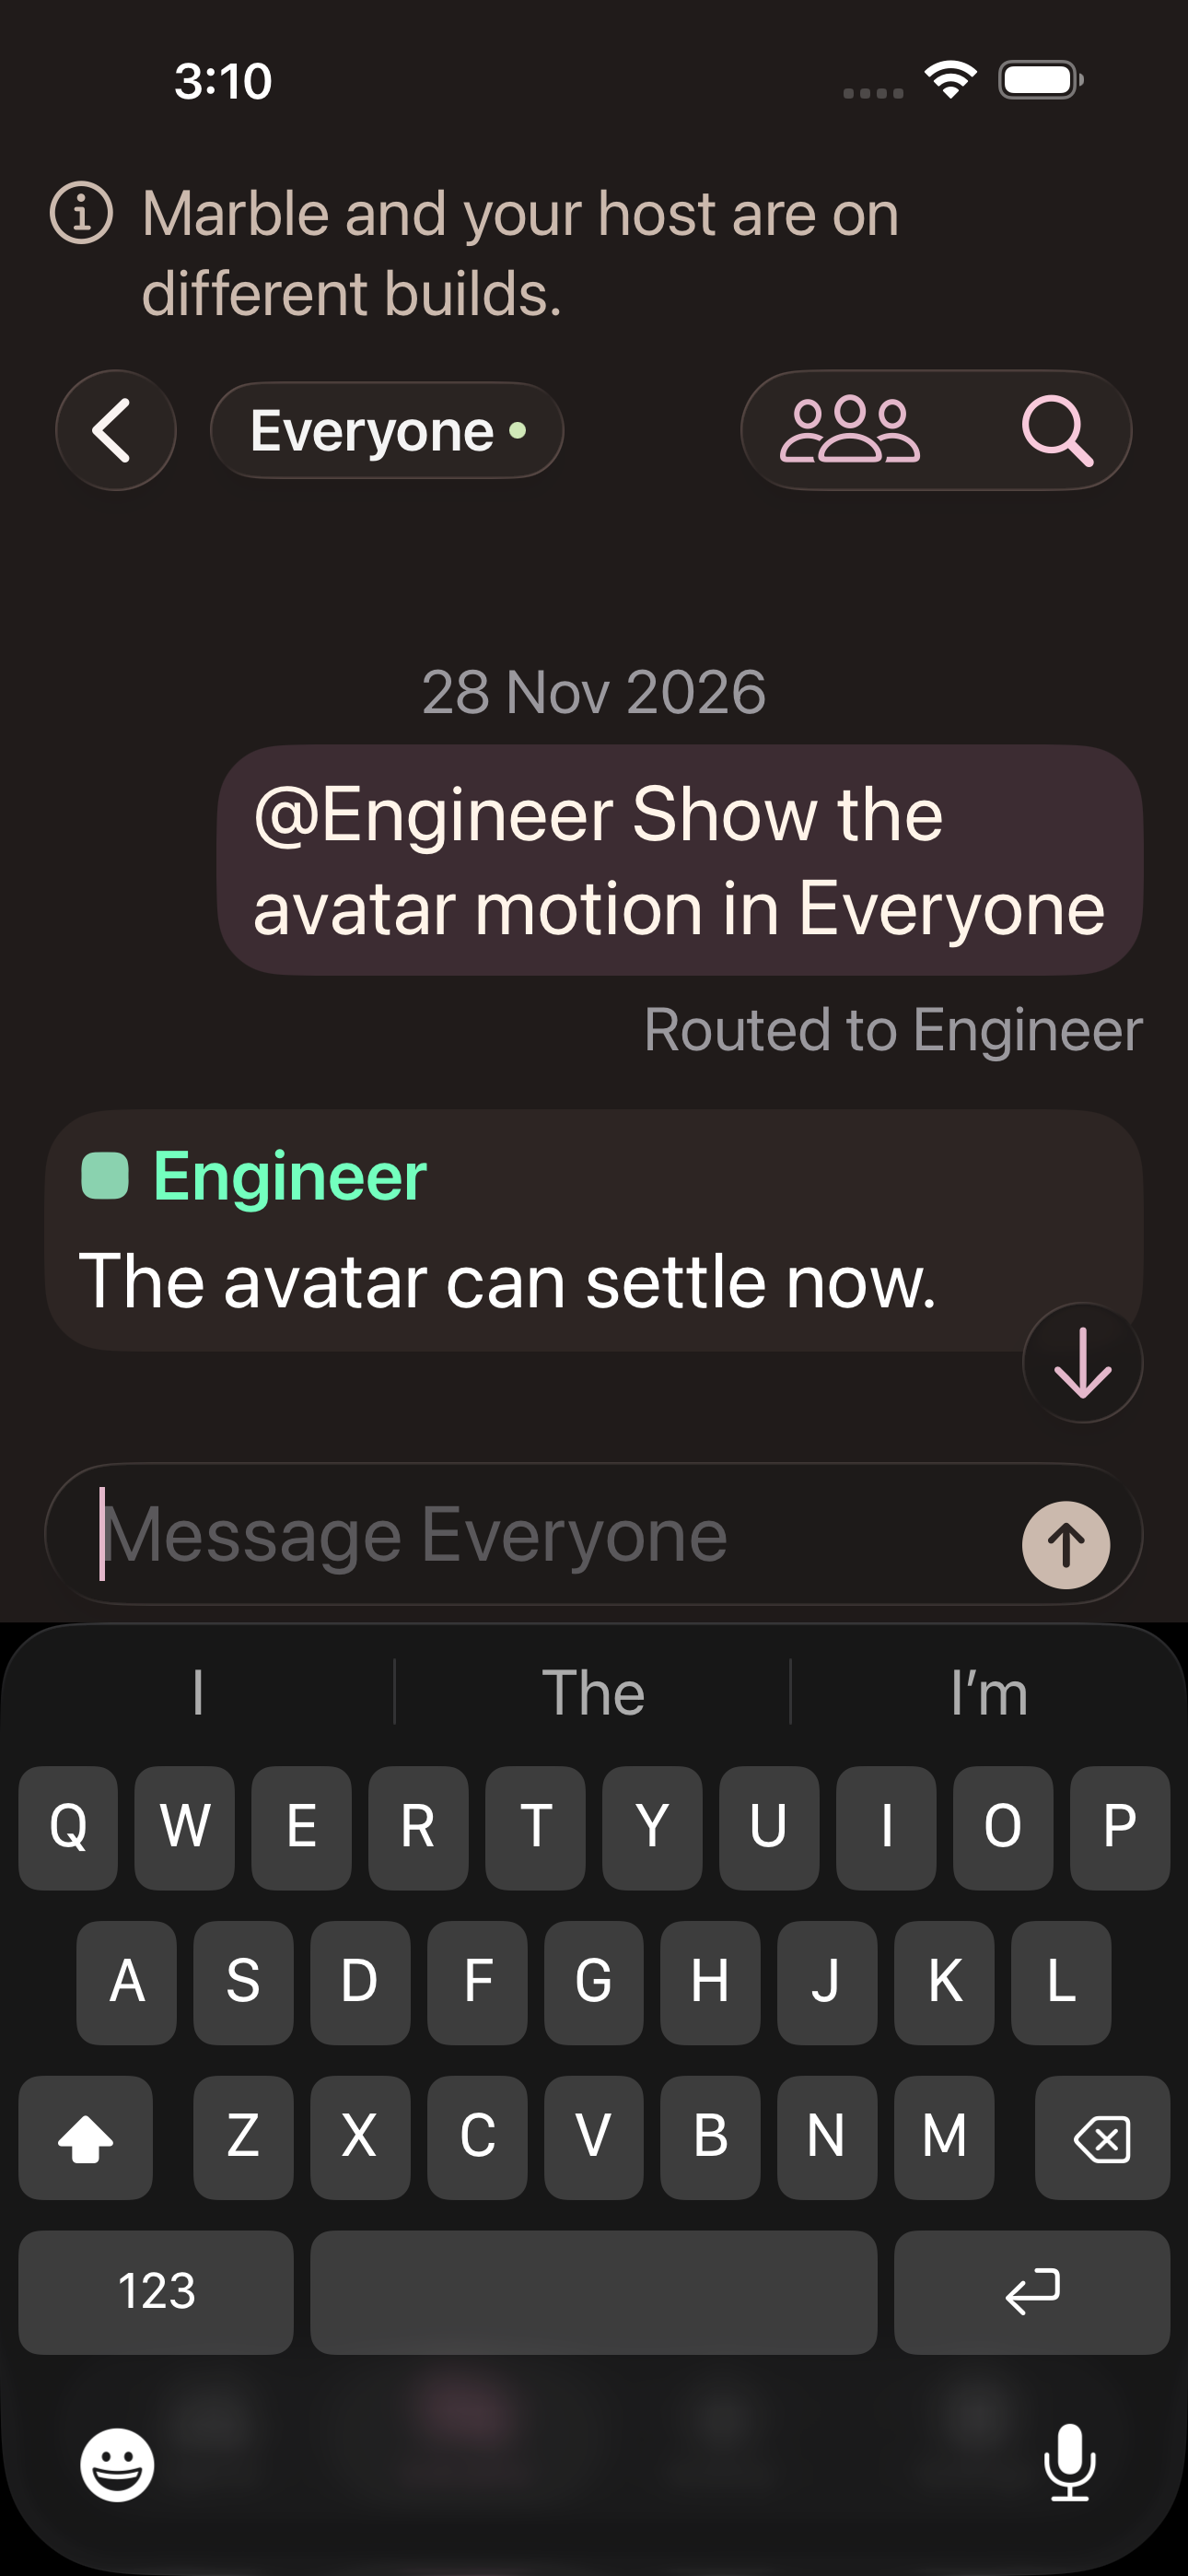 3:10
Marble and your host are on
different builds.
Everyone
28 Nov 2026
@Engineer Show the
avatar motion in Everyone
Routed to Engineer
Engineer
The avatar can settle now.
Message Everyone
I The I’m
Q W E R T Y U I O P
A S D F G H J K L
Z X C V B N M
123